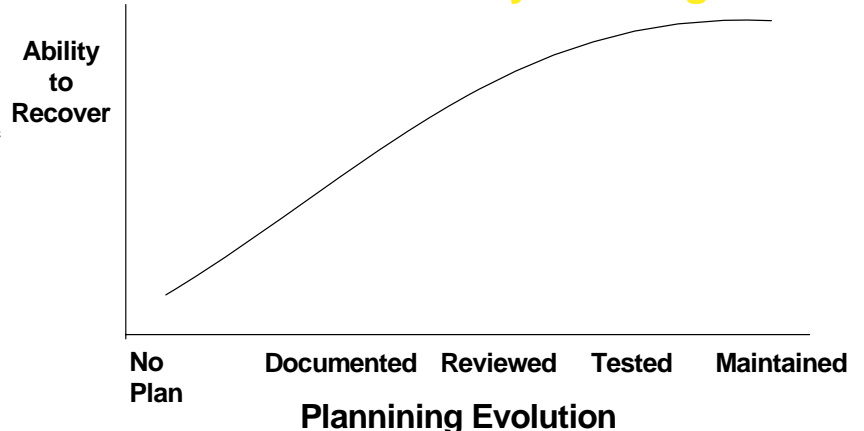 Ability
to
Recover
No
Plan
Documented
Reviewed
Tested
Maintained
Plannining Evolution